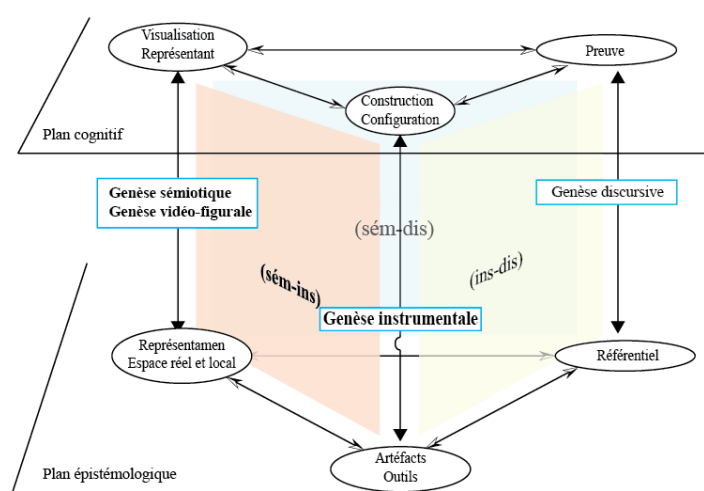 Visualisation
Représentant
Preuve
Construction
Configuration
Plan cognitif
Genèse sémiotique
Genèse vidéo-figurale
Genèse discursive
(sém-dis)
(sém-ins)
(ins-dis)
Genèse instrumentale
Représentamen
Espace réel et local
Référentiel
Artéfacts
Outils
Plan épistémologique